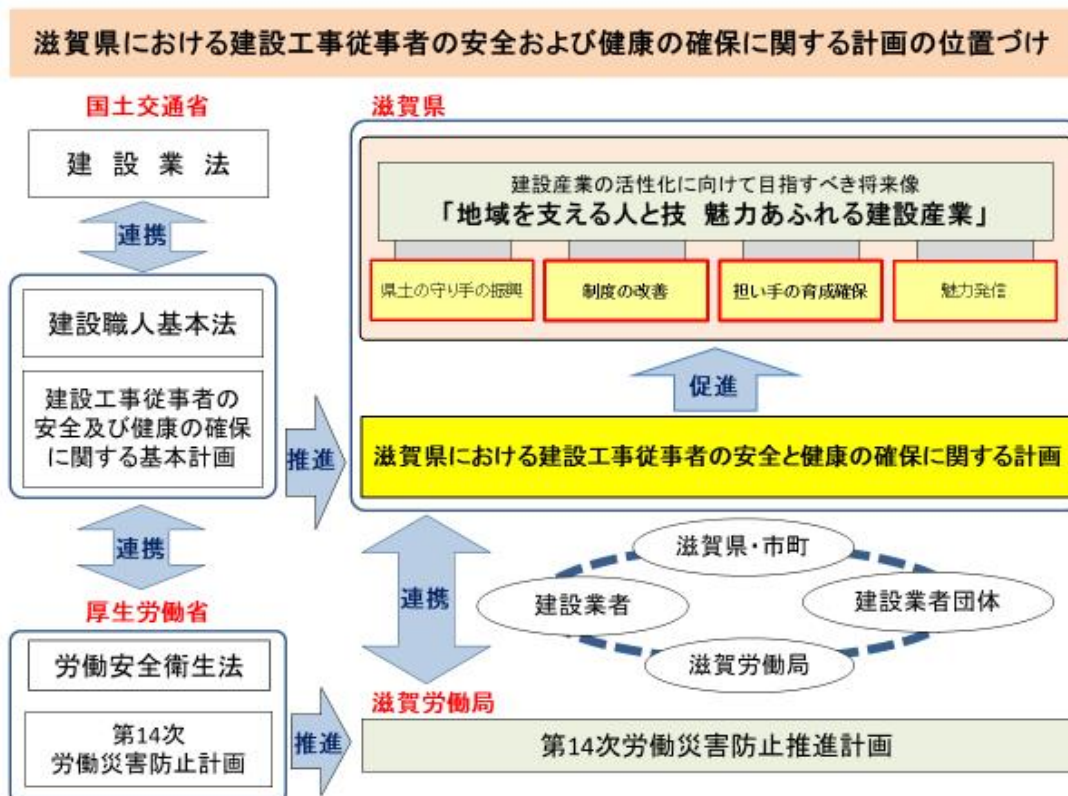 滋賀県における建設工事従事者の安全および健康の確保に関する計画の位置づけ
国土交通省
建 設 業 法
連携
建設職人基本法
建設工事従事者の
安全及び健康の確保
に関する基本計画
連携
厚生労働省
労働安全衛生法
第14次
労働災害防止計画
推進
推進
滋賀県
建設産業の活性化に向けて目指すべき将来像
「地域を支える人と技 魅力あふれる建設産業」
県土の守り手の振興
制度の改善
担い手の育成確保
魅力発信
促進
滋賀県における建設工事従事者の安全と健康の確保に関する計画
連携
滋賀県・市町
建設業者
建設業者団体
滋賀労働局
滋賀労働局
第14次労働災害防止推進計画